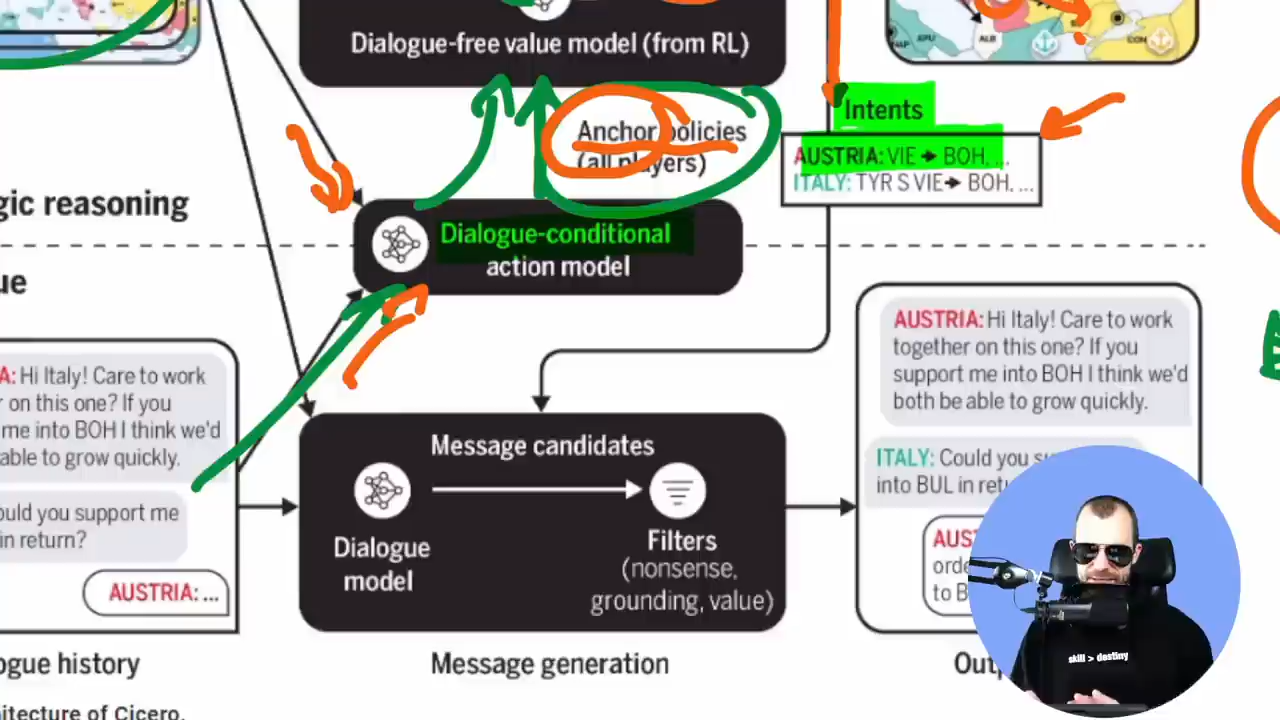 Dialogue-free value model (from RL)
APU
ALB
CON
Anchor policies
(all players)
Intents
AUSTRIA: VIE → BOH, ...
ITALY: TYR S VIE → BOH, ...
gic reasoning
Dialogue-conditional
action model
ue
A: Hi Italy! Care to work
on this one? If you
me into BOH I think we'd
able to grow quickly.
ould you support me
in return?
AUSTRIA: ...
ogue history
Message candidates
Dialogue
model
Filters
(nonsense,
grounding, value)
Message generation
AUSTRIA: Hi Italy! Care to work
together on this one? If you
support me into BOH I think we'd
both be able to grow quickly.
ITALY: Could you
into BUL in
AUS
orde
to B
Outp
skill > destiny
hitecture of Cicero.